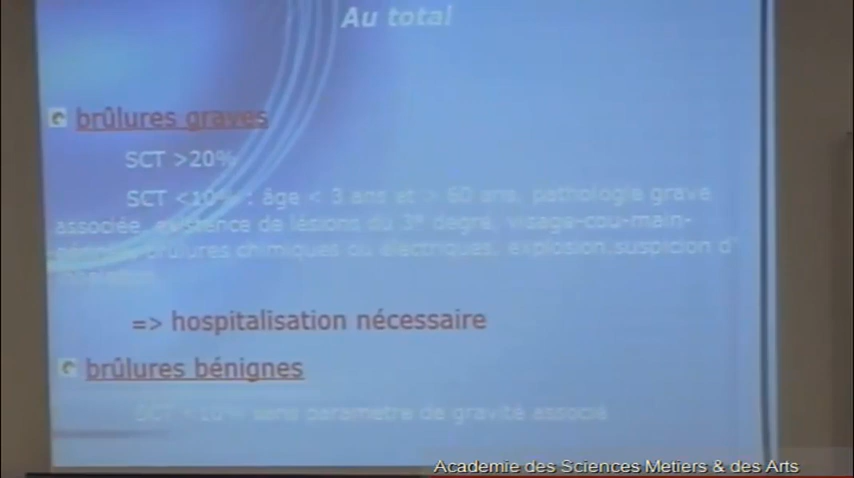 Au total
brûlures graves
SCT >20%
SCT <10% : âge < 3 ans et > 60 ans, pathologie grave
associée, existence de lésions du 3° degré, visage-cou-main-
brûlures chimiques ou électriques, explosion,suspicion d'
=> hospitalisation nécessaire
brûlures bénignes
SCT <10% sans paramètre de gravité associé
Academie des Sciences Metiers & des Arts